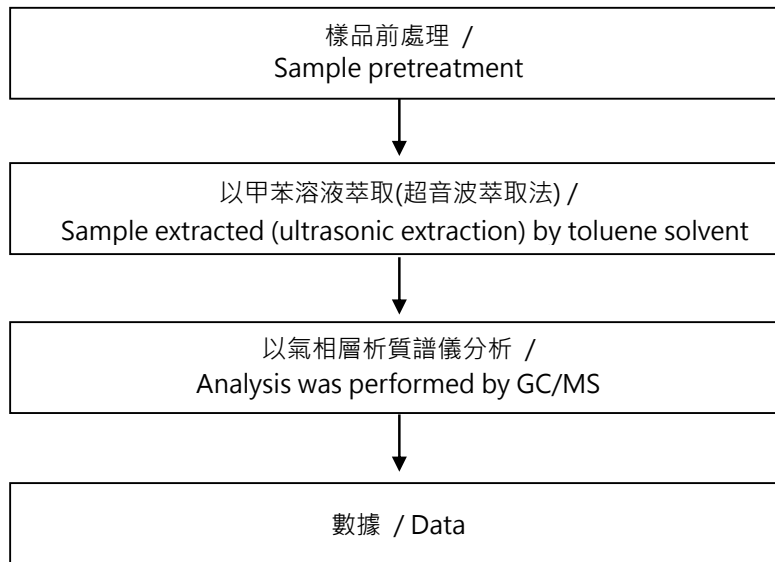 樣品前處理 /
Sample pretreatment
以甲苯溶液萃取(超音波萃取法) /
Sample extracted (ultrasonic extraction) by toluene solvent
以氣相層析質譜儀分析 /
Analysis was performed by GC/MS
數據 / Data